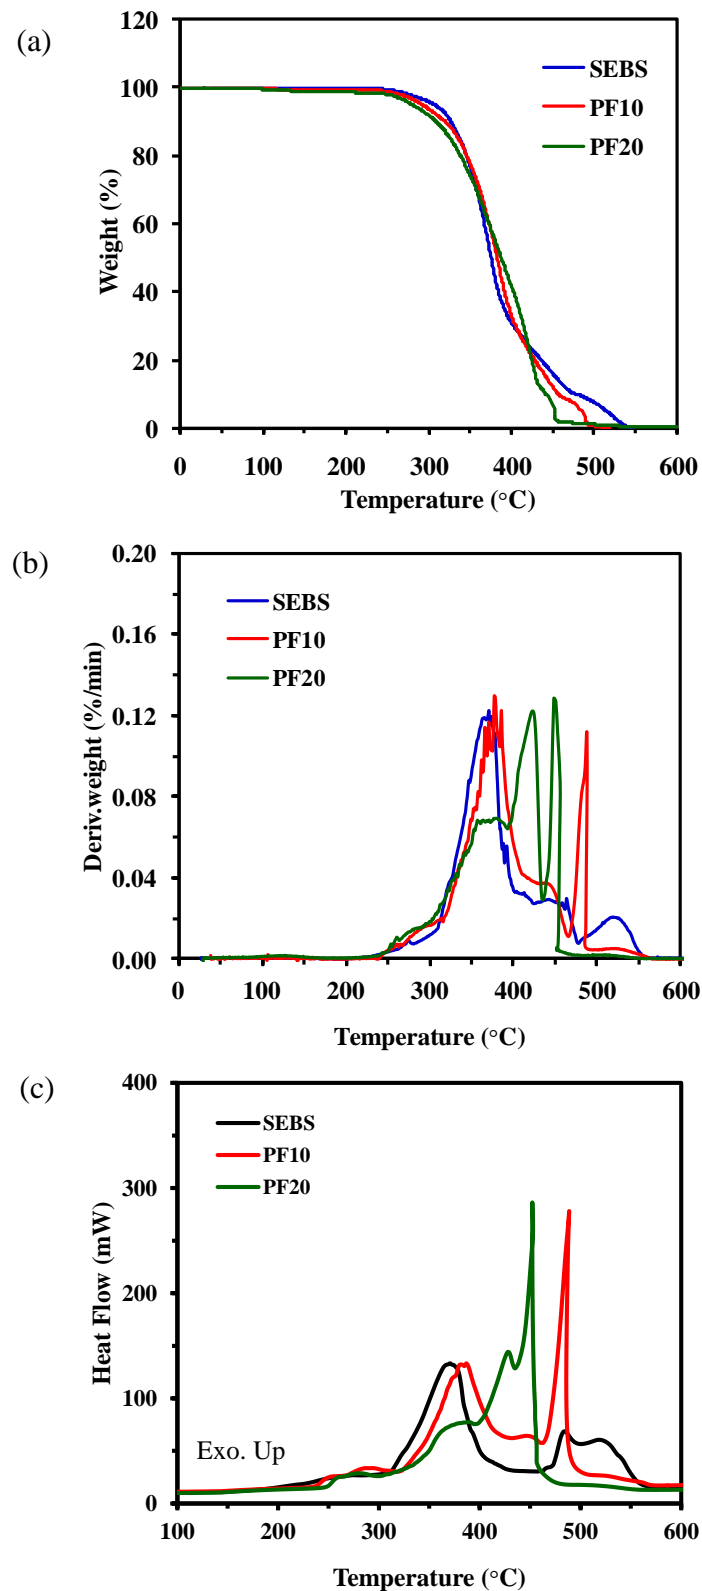 (a)
120
100
80
60
40
20
0
Weight (%)
SEBS
PF10
PF20
0 100 200 300 400 500 600
Temperature (°C)
(b)
0.20
0.16
0.12
0.08
0.04
0.00
Deriv.weight (%/min)
SEBS
PF10
PF20
0 100 200 300 400 500 600
Temperature (°C)
(c)
400
300
200
100
0
Heat Flow (mW)
SEBS
PF10
PF20
Exo. Up
100 200 300 400 500 600
Temperature (°C)